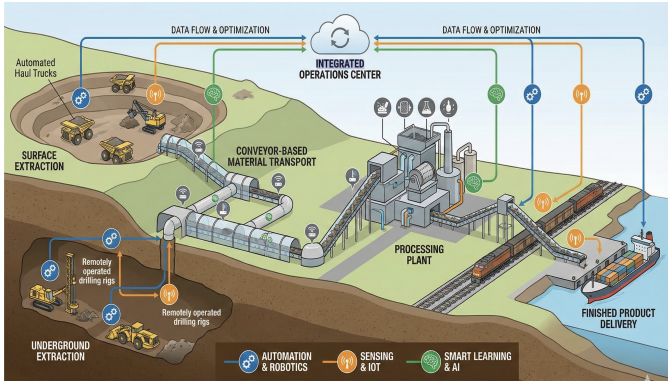 DATA FLOW & OPTIMIZATION
DATA FLOW & OPTIMIZATION
Automated
Haul Trucks
INTEGRATED
OPERATIONS CENTER
SURFACE
EXTRACTION
CONVEYOR-BASED
MATERIAL TRANSPORT
PROCESSING
PLANT
Remotely
operated
drilling rigs
Remotely operated
drilling rigs
FINISHED PRODUCT
DELIVERY
UNDERGROUND
EXTRACTION
AUTOMATION
& ROBOTICS
SENSING
& IOT
SMART LEARNING
& AI